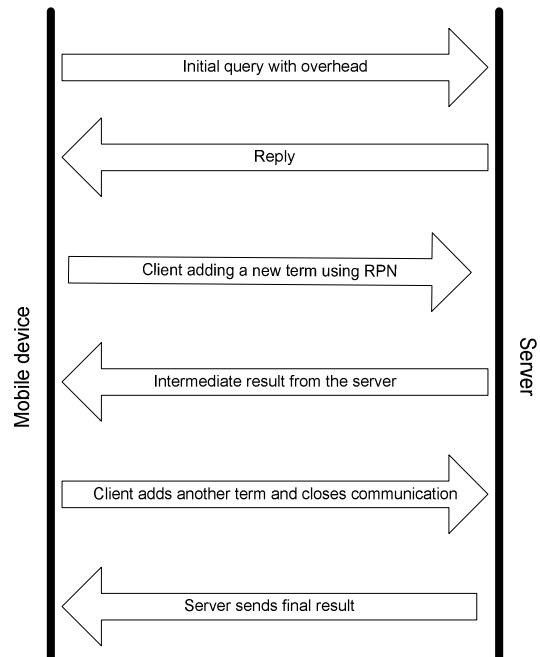 Initial query with overhead
Reply
Client adding a new term using RPN
Mobile device
Server
Intermediate result from the server
Client adds another term and closes communication
Server sends final result